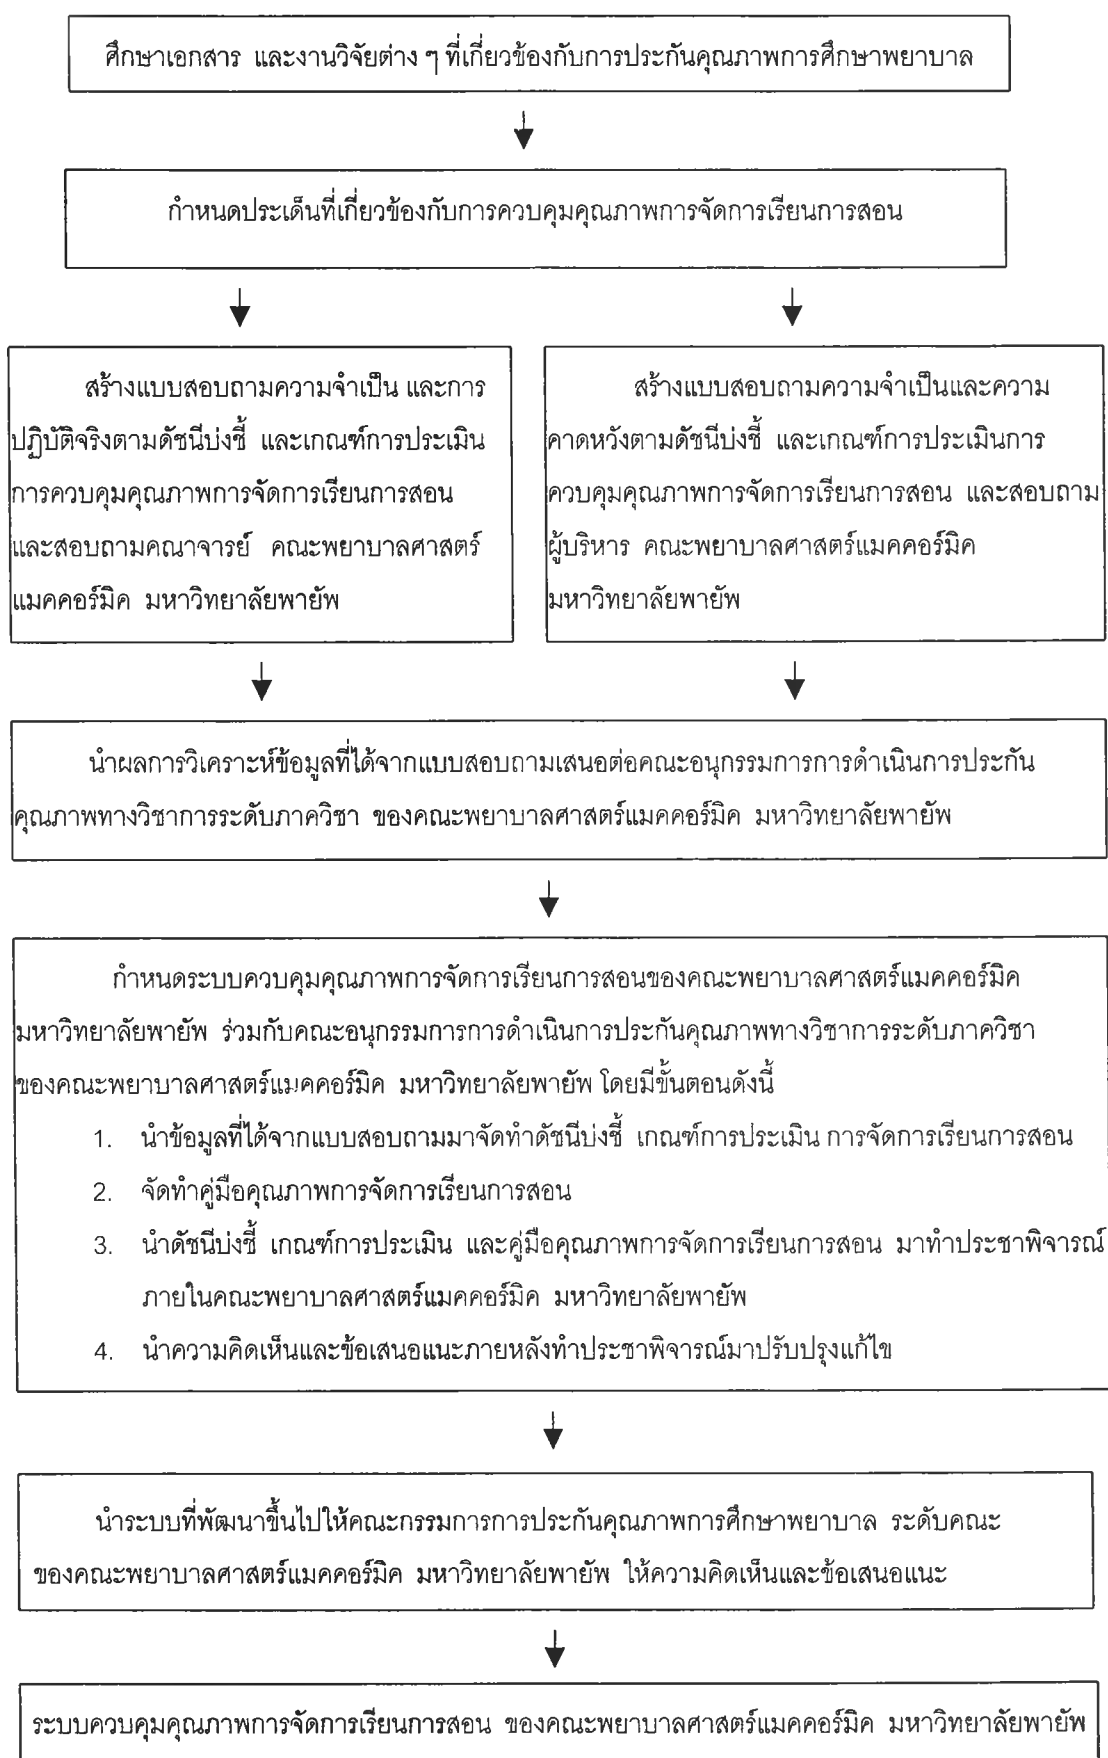 ศึกษาเอกสาร และงานวิจัยต่าง ๆ ที่เกี่ยวข้องกับการประกันคุณภาพการศึกษาพยาบาล
กำหนดประเด็นที่เกี่ยวข้องกับการควบคุมคุณภาพการจัดการเรียนการสอน
สร้างแบบสอบถามความจำเป็น และการ
ปฏิบัติจริงตามดัชนีบ่งชี้ และเกณฑ์การประเมิน
การควบคุมคุณภาพการจัดการเรียนการสอน
และสอบถามคณาจารย์ คณะพยาบาลศาสตร์
แมคคอร์มิค มหาวิทยาลัยพายัพ
สร้างแบบสอบถามความจำเป็นและความ
คาดหวังตามดัชนีบ่งชี้ และเกณฑ์การประเมินการ
ควบคุมคุณภาพการจัดการเรียนการสอน และสอบถาม
ผู้บริหาร คณะพยาบาลศาสตร์แมคคอร์มิค
มหาวิทยาลัยพายัพ
นำผลการวิเคราะห์ข้อมูลที่ได้จากแบบสอบถามเสนอต่อคณะอนุกรรมการการดำเนินการประกัน
คุณภาพทางวิชาการระดับภาควิชา ของคณะพยาบาลศาสตร์แมคคอร์มิค มหาวิทยาลัยพายัพ
กำหนดระบบควบคุมคุณภาพการจัดการเรียนการสอนของคณะพยาบาลศาสตร์แมคคอร์มิค
มหาวิทยาลัยพายัพ ร่วมกับคณะอนุกรรมการการดำเนินการประกันคุณภาพทางวิชาการระดับภาควิชา
ของคณะพยาบาลศาสตร์แมคคอร์มิค มหาวิทยาลัยพายัพ โดยมีขั้นตอนดังนี้
1. นำข้อมูลที่ได้จากแบบสอบถามมาจัดทำดัชนีบ่งชี้ เกณฑ์การประเมิน การจัดการเรียนการสอน
2. จัดทำคู่มือคุณภาพการจัดการเรียนการสอน
3. นำดัชนีบ่งชี้ เกณฑ์การประเมิน และคู่มือคุณภาพการจัดการเรียนการสอน มาทำประชาพิจารณ์
ภายในคณะพยาบาลศาสตร์แมคคอร์มิค มหาวิทยาลัยพายัพ
4. นำความคิดเห็นและข้อเสนอแนะภายหลังทำประชาพิจารณ์มาปรับปรุงแก้ไข
นำระบบที่พัฒนาขึ้นไปให้คณะกรรมการการประกันคุณภาพการศึกษาพยาบาล ระดับคณะ
ของคณะพยาบาลศาสตร์แมคคอร์มิค มหาวิทยาลัยพายัพ ให้ความคิดเห็นและข้อเสนอแนะ
ระบบควบคุมคุณภาพการจัดการเรียนการสอน ของคณะพยาบาลศาสตร์แมคคอร์มิค มหาวิทยาลัยพายัพ